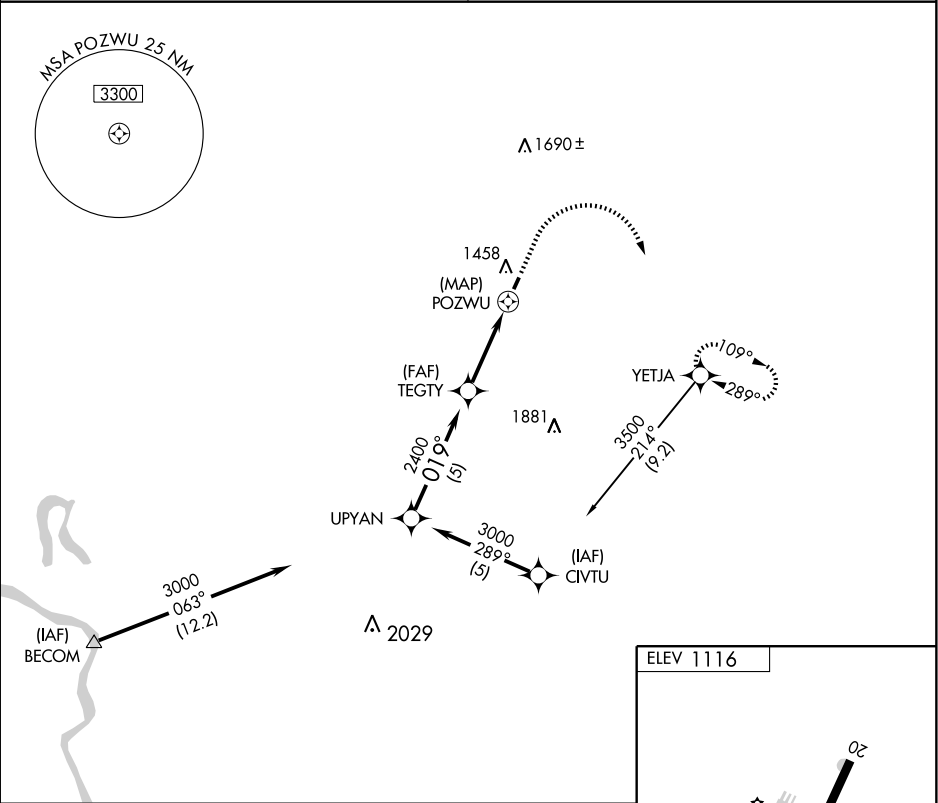 MSA POZWU 25 NM
3300
1690±
1458
(MAP)
POZWU
(FAF)
TEGTY
YETJA
109°
289°
1881
3500
214°
(9.2)
2400
019°
(5)
UPYAN
3000
289°
(5)
(IAF)
CIVTU
3000
063°
(12.2)
(IAF)
BECOM
2029
ELEV 1116
20